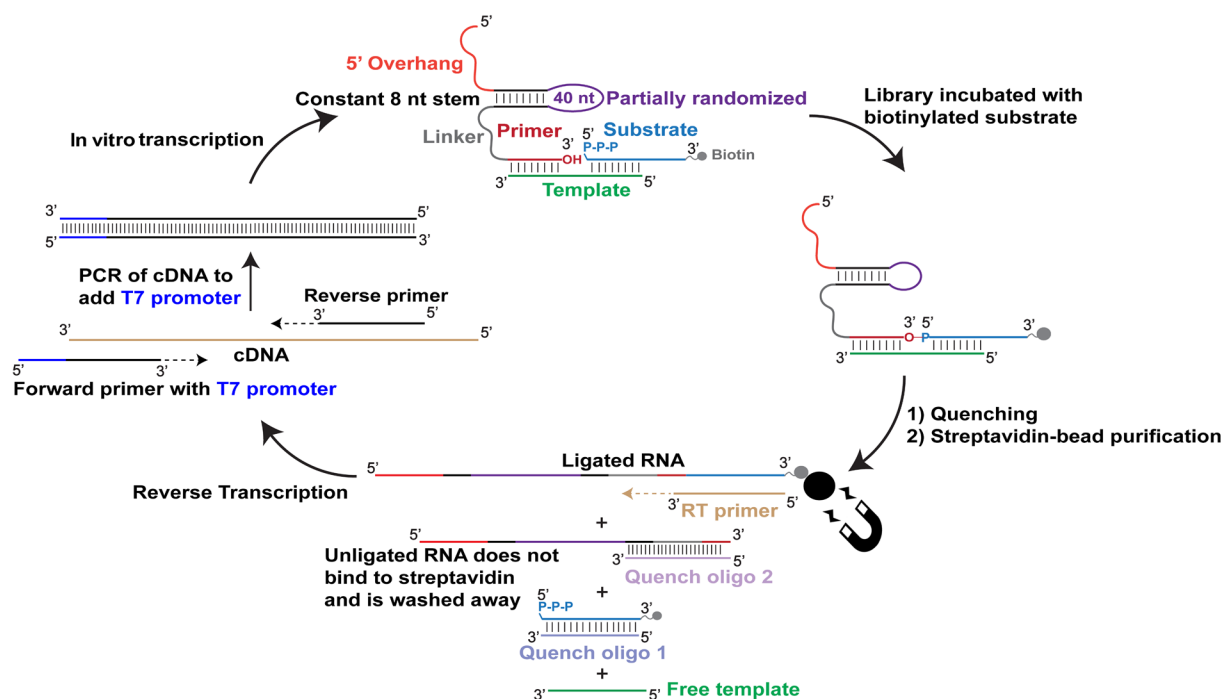 5’
5’ Overhang
Constant 8 nt stem
40 nt
Partially randomized
Linker
Primer
3’
5’
Substrate
P-P-P
OH
3’
Biotin
3’
5’
Template
Library incubated with
biotinylated substrate
5’
3’
5’
O
P
3’
5’
1) Quenching
2) Streptavidin-bead purification
Ligated RNA
5’
3’
3’
5’
RT primer
+
5’
3’
Unligated RNA does not
bind to streptavidin
and is washed away
3’
5’
Quench oligo 2
+
5’
P-P-P
3’
3’
5’
Quench oligo 1
+
3’
5’
Free template
Reverse Transcription
3’
5’
Reverse primer
3’
5’
cDNA
5’
3’
Forward primer with T7 promoter
PCR of cDNA to
add T7 promoter
3’
5’
5’
3’
In vitro transcription